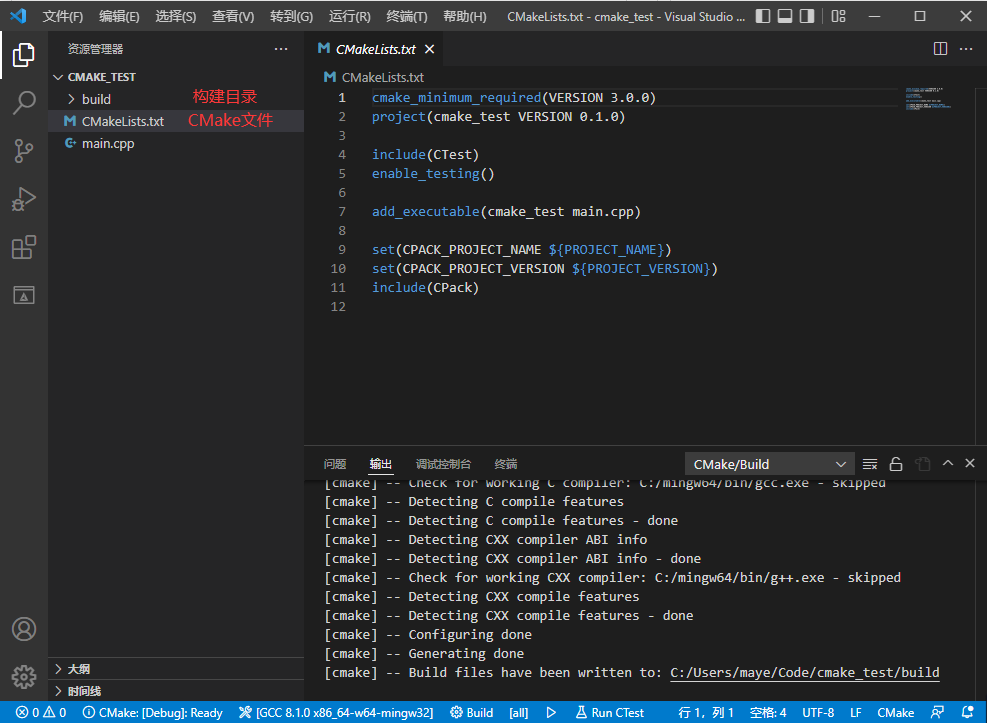 文件(F) 编辑(E) 选择(S) 查看(V) 转到(G) 运行(R) 终端(T) 帮助(H) CMakeLists.txt - cmake_test - Visual Studio ...
资源管理器
CMAKE_TEST
build 构建目录
CMakeLists.txt CMake文件
main.cpp
大纲
时间线
CMakeLists.txt
CMakeLists.txt
1 cmake_minimum_required(VERSION 3.0.0)
2 project(cmake_test VERSION 0.1.0)
3
4 include(CTest)
5 enable_testing()
6
7 add_executable(cmake_test main.cpp)
8
9 set(CPACK_PROJECT_NAME ${PROJECT_NAME})
10 set(CPACK_PROJECT_VERSION ${PROJECT_VERSION})
11 include(CPack)
12
问题 输出 调试控制台 终端 CMake/Build
[cmake] -- Check for working C compiler: C:/mingw64/bin/gcc.exe - skipped
[cmake] -- Detecting C compile features
[cmake] -- Detecting C compile features - done
[cmake] -- Detecting CXX compiler ABI info
[cmake] -- Detecting CXX compiler ABI info - done
[cmake] -- Check for working CXX compiler: C:/mingw64/bin/g++.exe - skipped
[cmake] -- Detecting CXX compile features
[cmake] -- Detecting CXX compile features - done
[cmake] -- Configuring done
[cmake] -- Generating done
[cmake] -- Build files have been written to: C:/Users/maye/Code/cmake_test/build
0 0 CMake: [Debug]: Ready [GCC 8.1.0 x86_64-w64-mingw32] Build [all] Run CTest 行 1，列 1 空格: 4 UTF-8 LF CMake